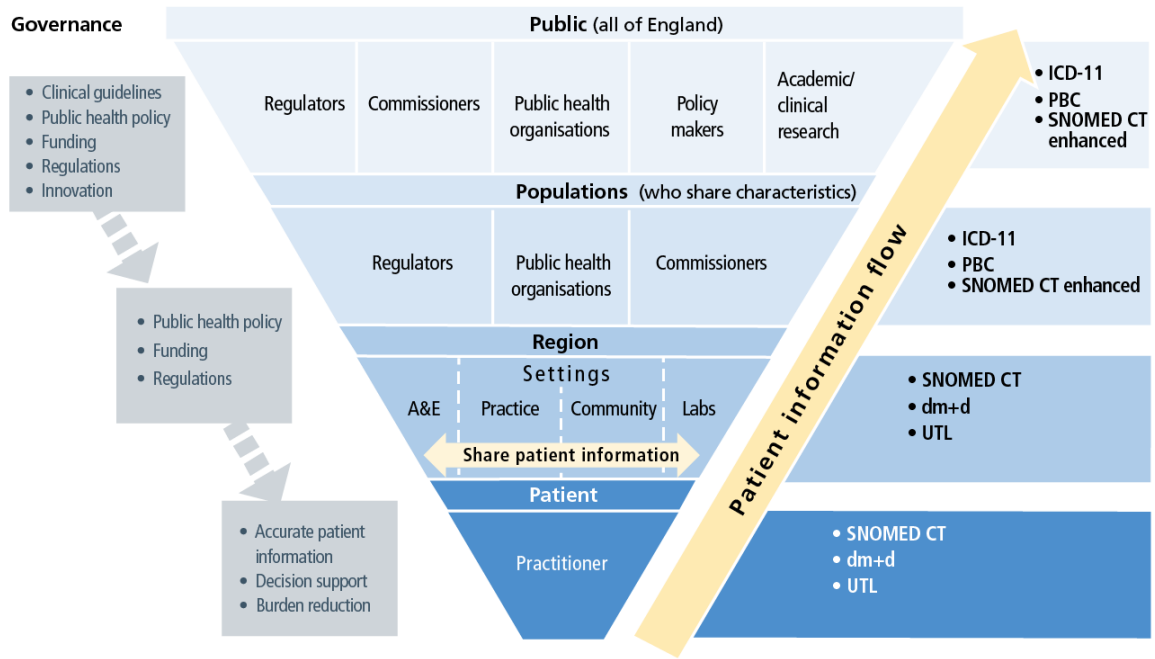 Governance
• Clinical guidelines
• Public health policy
• Funding
• Regulations
• Innovation
• Public health policy
• Funding
• Regulations
• Accurate patient
information
• Decision support
• Burden reduction
Public (all of England)
Regulators
Commissioners
Public health
organisations
Policy
makers
Academic/
clinical
research
Populations (who share characteristics)
Regulators
Public health
organisations
Commissioners
Region
Settings
A&E
Practice
Community
Labs
Share patient information
Patient
Practitioner
Patient information flow
• ICD-11
• PBC
• SNOMED CT
enhanced
• ICD-11
• PBC
• SNOMED CT enhanced
• SNOMED CT
• dm+d
• UTL
• SNOMED CT
• dm+d
• UTL